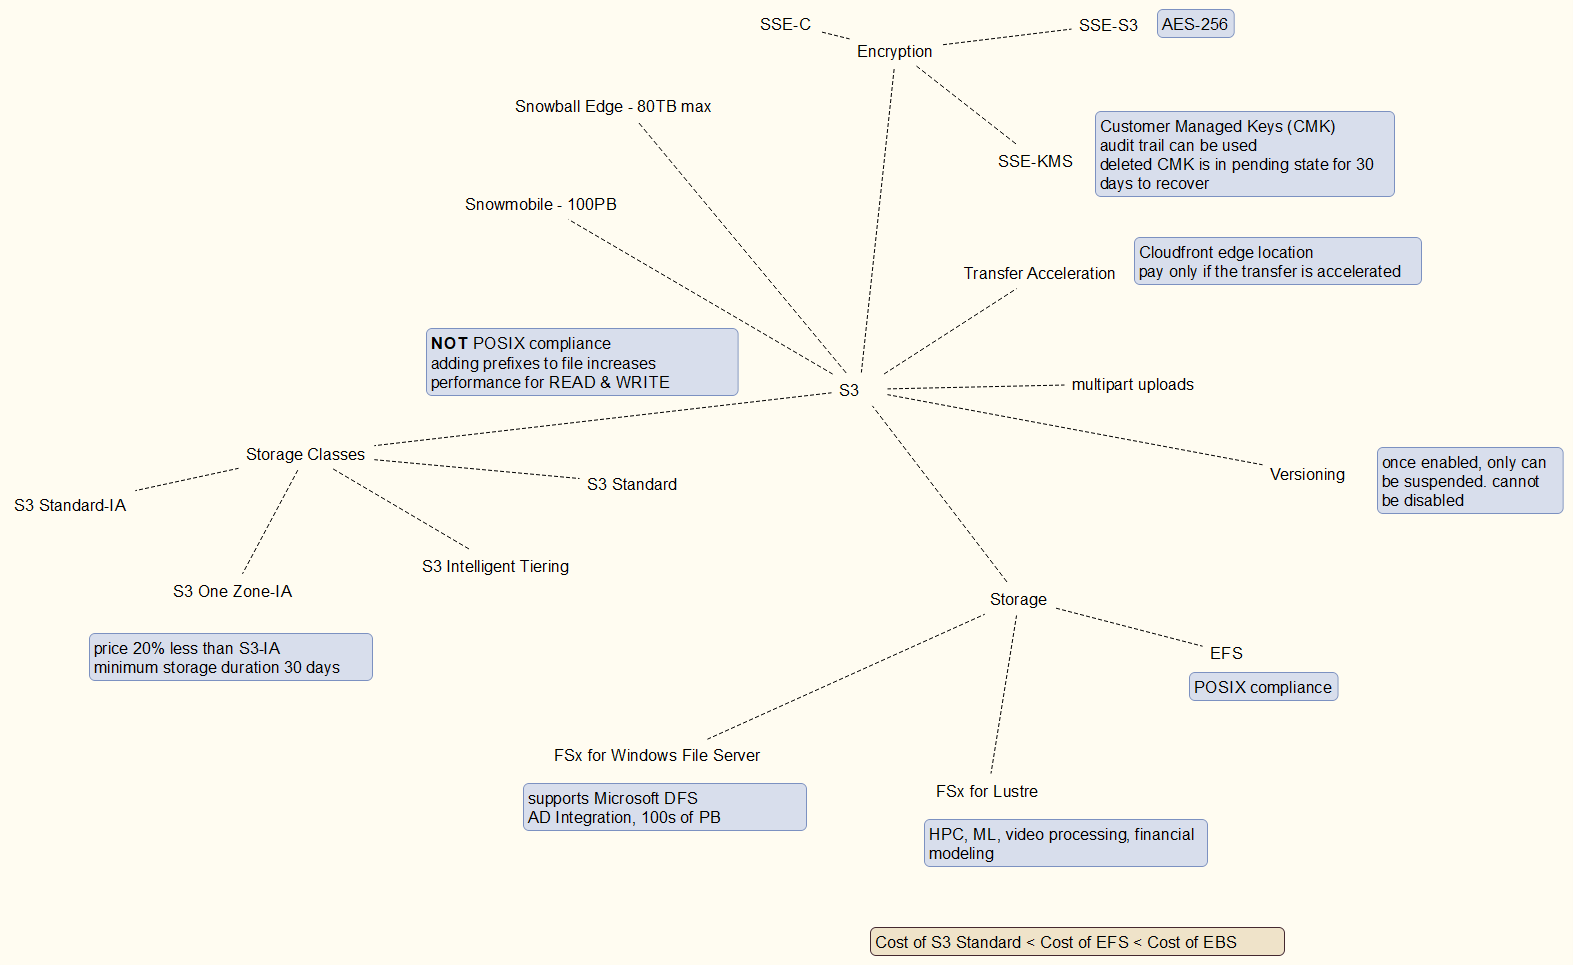 SSE-C
SSE-S3
AES-256
Encryption
Snowball Edge - 80TB max
Customer Managed Keys (CMK)
audit trail can be used
deleted CMK is in pending state for 30
days to recover
SSE-KMS
Snowmobile - 100PB
Cloudfront edge location
pay only if the transfer is accelerated
Transfer Acceleration
NOT POSIX compliance
adding prefixes to file increases
performance for READ & WRITE
S3
multipart uploads
Storage Classes
Versioning
once enabled, only can
be suspended. cannot
be disabled
S3 Standard
S3 Standard-IA
S3 Intelligent Tiering
S3 One Zone-IA
price 20% less than S3-IA
minimum storage duration 30 days
Storage
EFS
POSIX compliance
FSx for Windows File Server
supports Microsoft DFS
AD Integration, 100s of PB
FSx for Lustre
HPC, ML, video processing, financial
modeling
Cost of S3 Standard < Cost of EFS < Cost of EBS